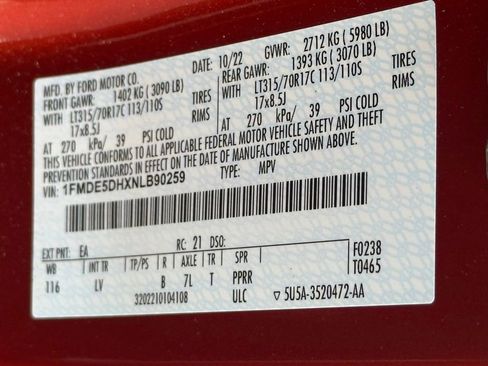 MFD. BY FORD MOTOR CO. DATE: 10/22 GVWR: 2712 KG ( 5980 LB)
FRONT GAWR: 1402 KG ( 3090 LB) REAR GAWR: 1393 KG ( 3070 LB)
WITH LT315/70R17C 113/110S TIRES WITH LT315/70R17C 113/110S TIRES
17x8.5J RIMS 17x8.5J RIMS
AT 270 kPa/ 39 PSI COLD AT 270 kPa/ 39 PSI COLD
THIS VEHICLE CONFORMS TO ALL APPLICABLE FEDERAL MOTOR VEHICLE SAFETY AND THEFT
PREVENTION STANDARDS IN EFFECT ON THE DATE OF MANUFACTURE SHOWN ABOVE.
VIN: 1FMDE5DHXNLB90259 TYPE: MPV
EXT PNT: EA RC: 21 DSO: F0238
WB INT TR TP/PS R AXLE TR SPR T0465
116 LV B 7L T PPRR
3202210104108 ULC ▽ 5U5A-3520472-AA